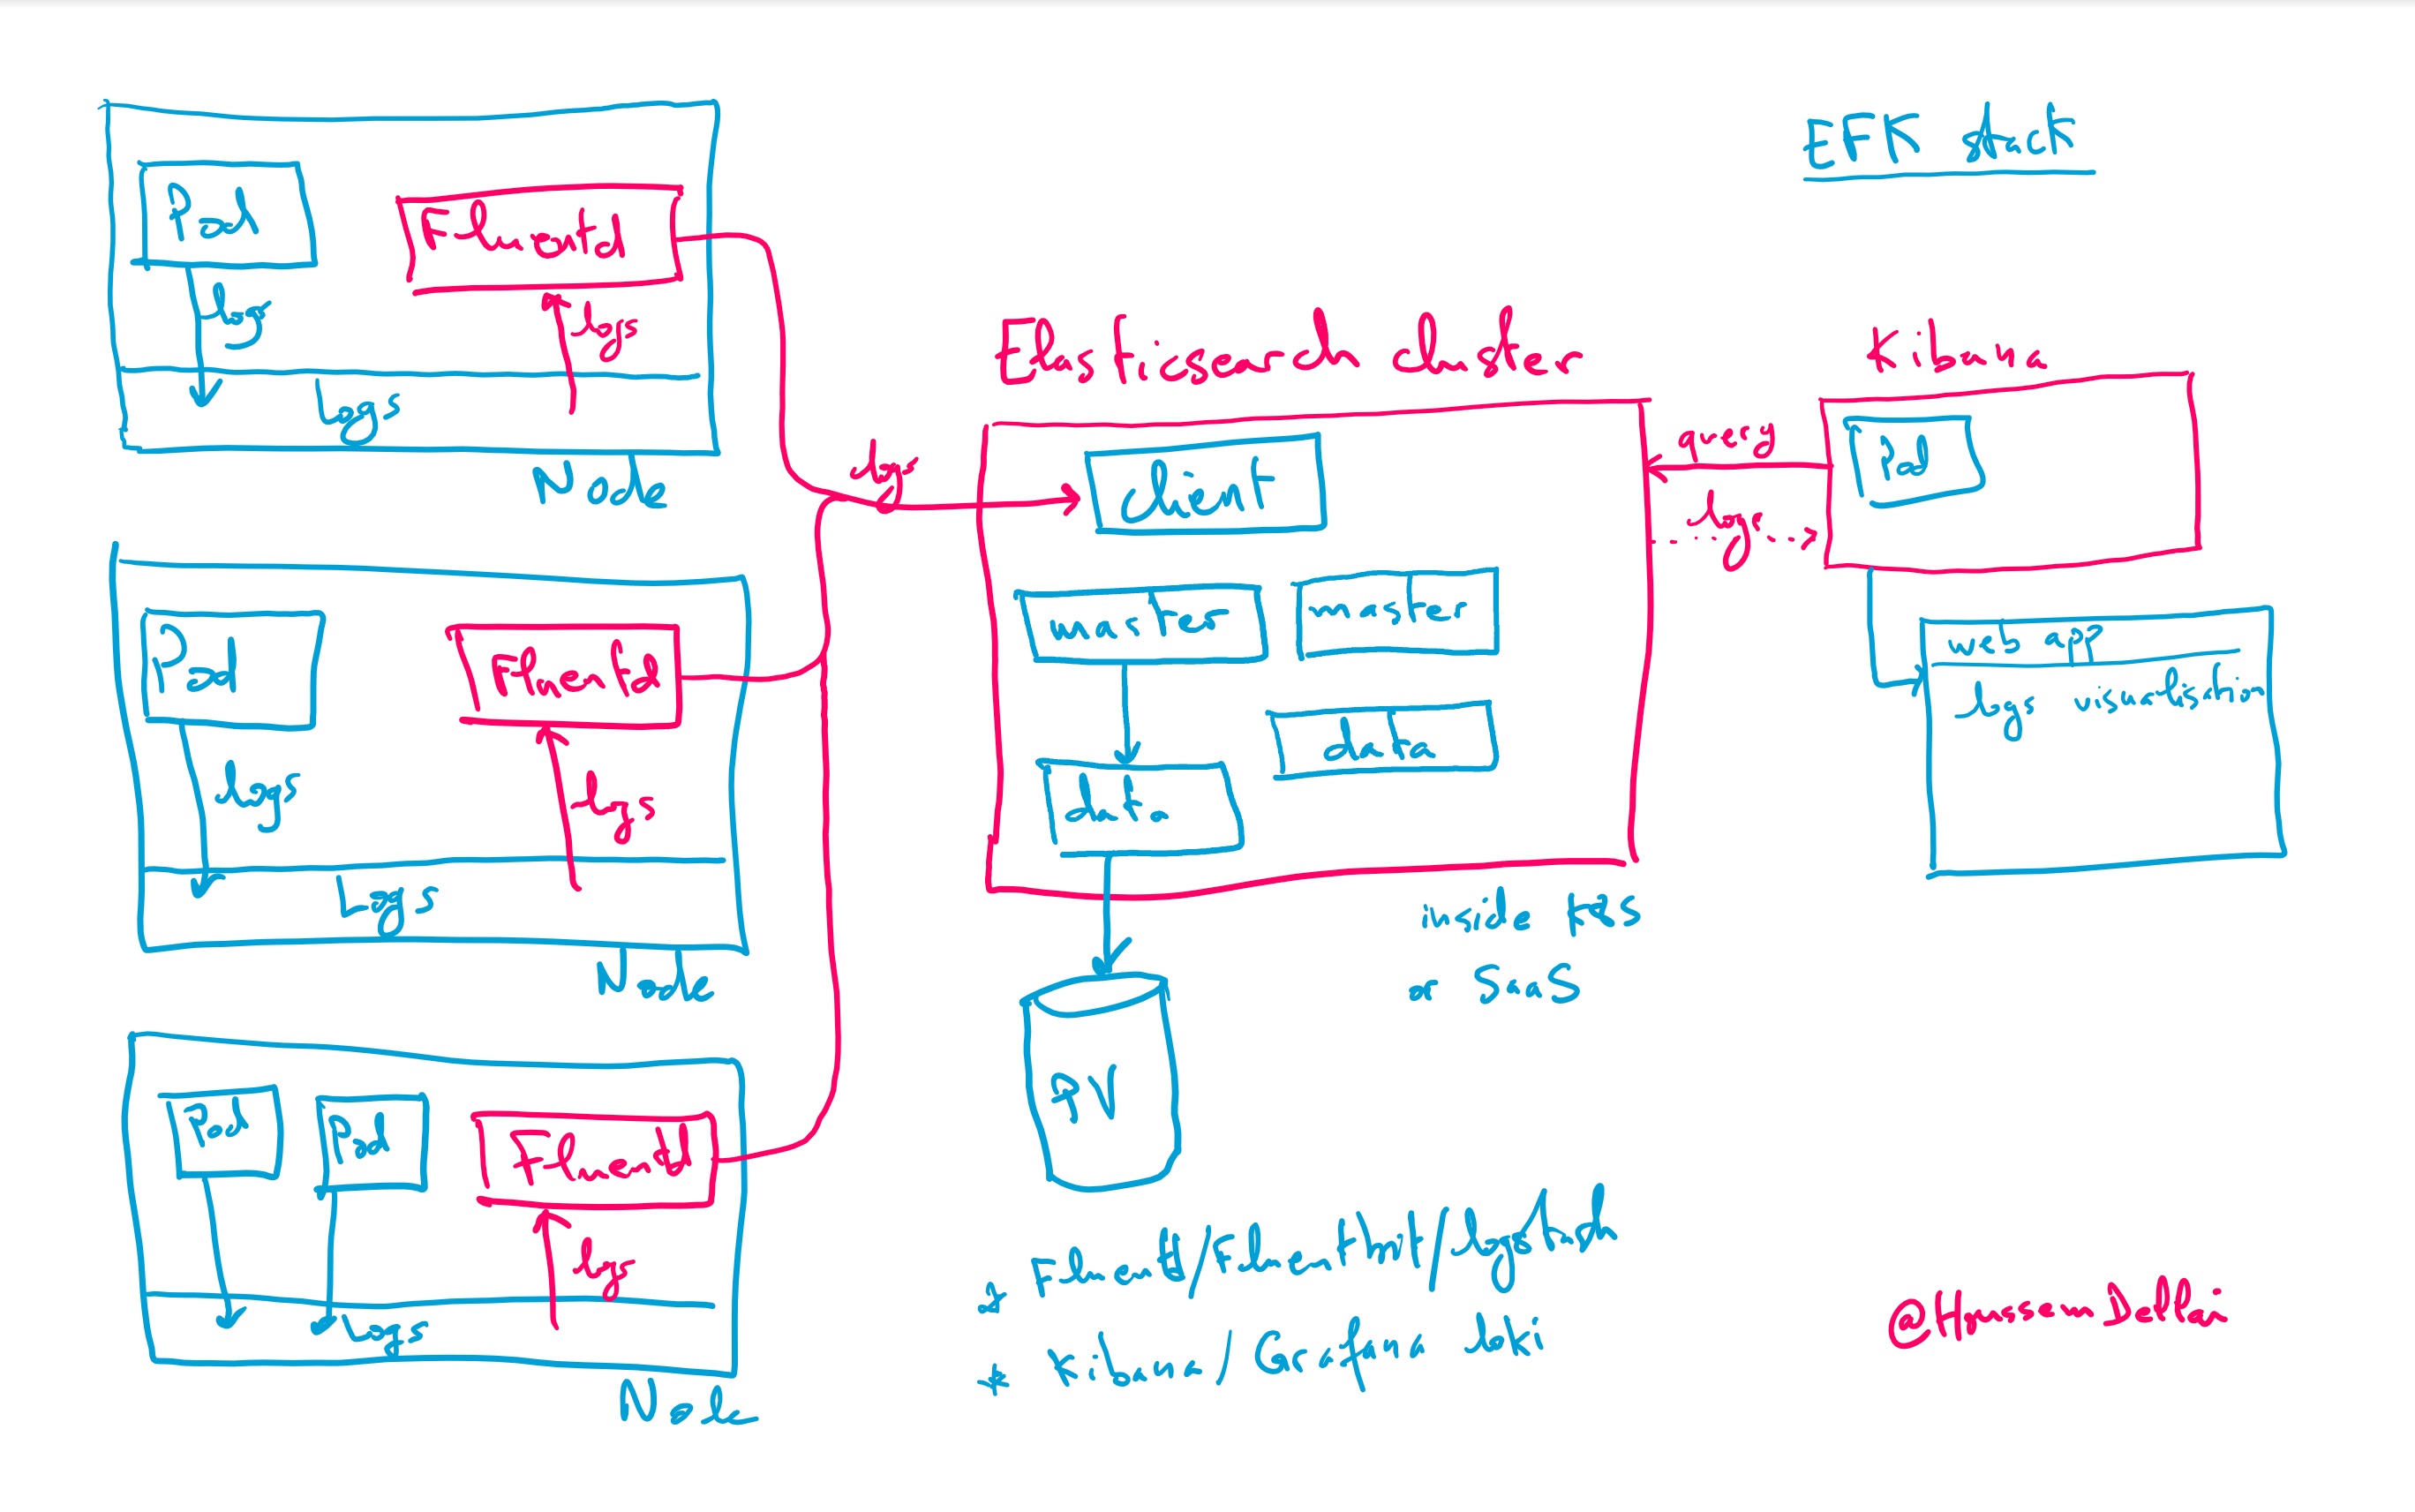 EFK stack
Pod
Fluentd
logs
logs
Logs
Node
Pod
Fluentd
logs
logs
Logs
Node
Pod
Pod
Fluentd
logs
Logs
Node
logs
Elasticsearch cluster
client
master
master
data
data
PV
inside K8s
or SaaS
query
logs
Kibana
Pod
web app
logs visualisation
* Fluentd/Fluentbit/logstash
* Kibana/Grafana loki
@HoussemDellai